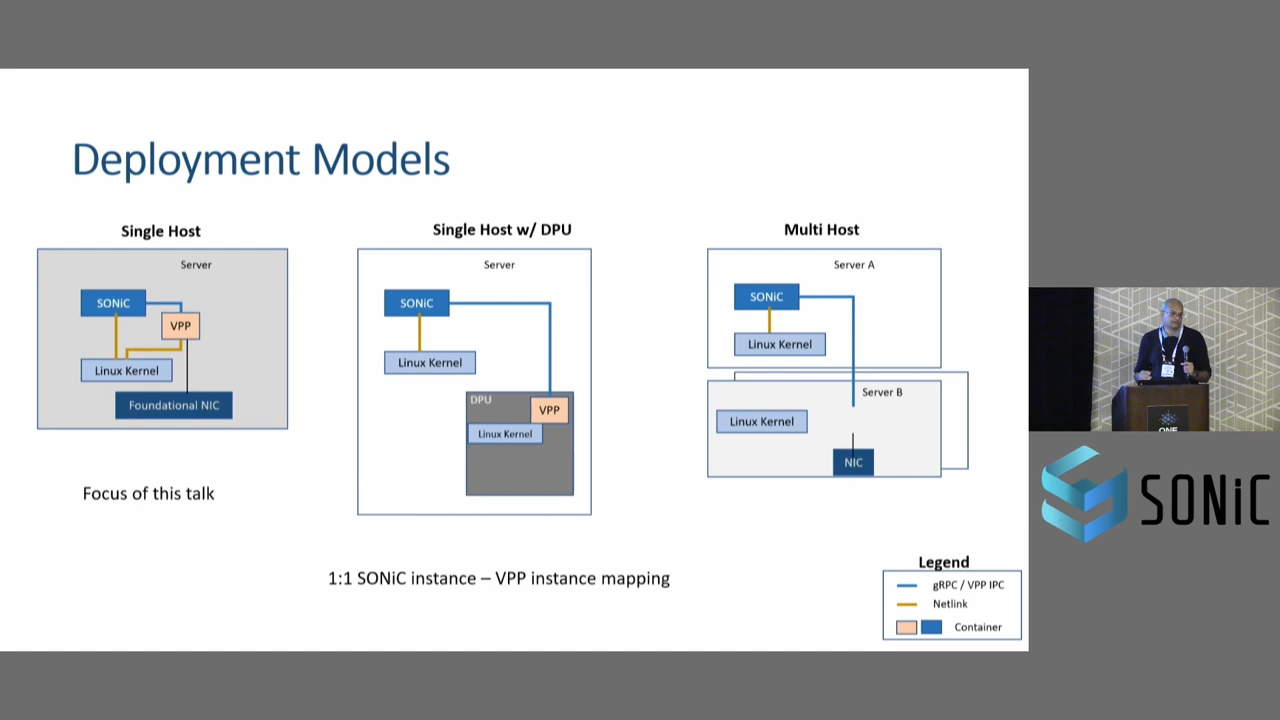 Deployment Models
Single Host
Server
SONiC
VPP
Linux Kernel
Foundational NIC
Focus of this talk
Single Host w/ DPU
Server
SONiC
Linux Kernel
DPU
VPP
Linux Kernel
Multi Host
Server A
SONiC
Linux Kernel
Server B
Linux Kernel
NIC
1:1 SONiC instance – VPP instance mapping
Legend
gRPC / VPP IPC
Netlink
Container
ONE
SONiC